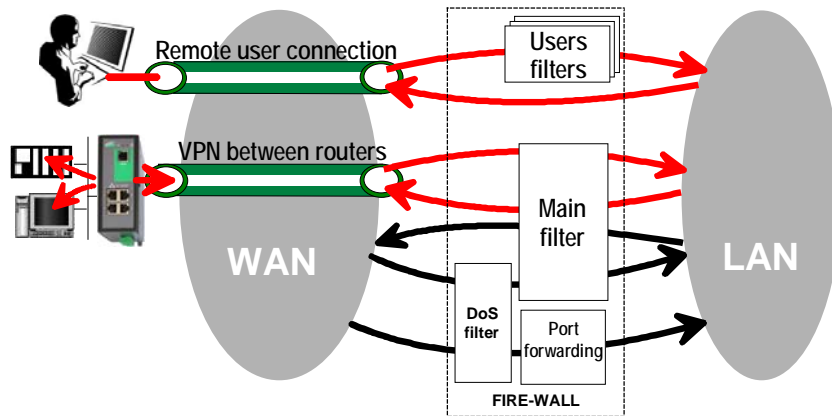 Remote user connection
Users
filters
VPN between routers
Main
filter
WAN
LAN
DoS
filter
Port
forwarding
FIRE-WALL